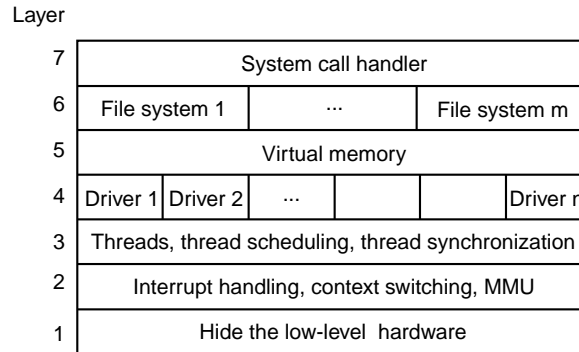 Layer
7 System call handler
6 File system 1 ... File system m
5 Virtual memory
4 Driver 1 Driver 2 ... Driver n
3 Threads, thread scheduling, thread synchronization
2 Interrupt handling, context switching, MMU
1 Hide the low-level hardware